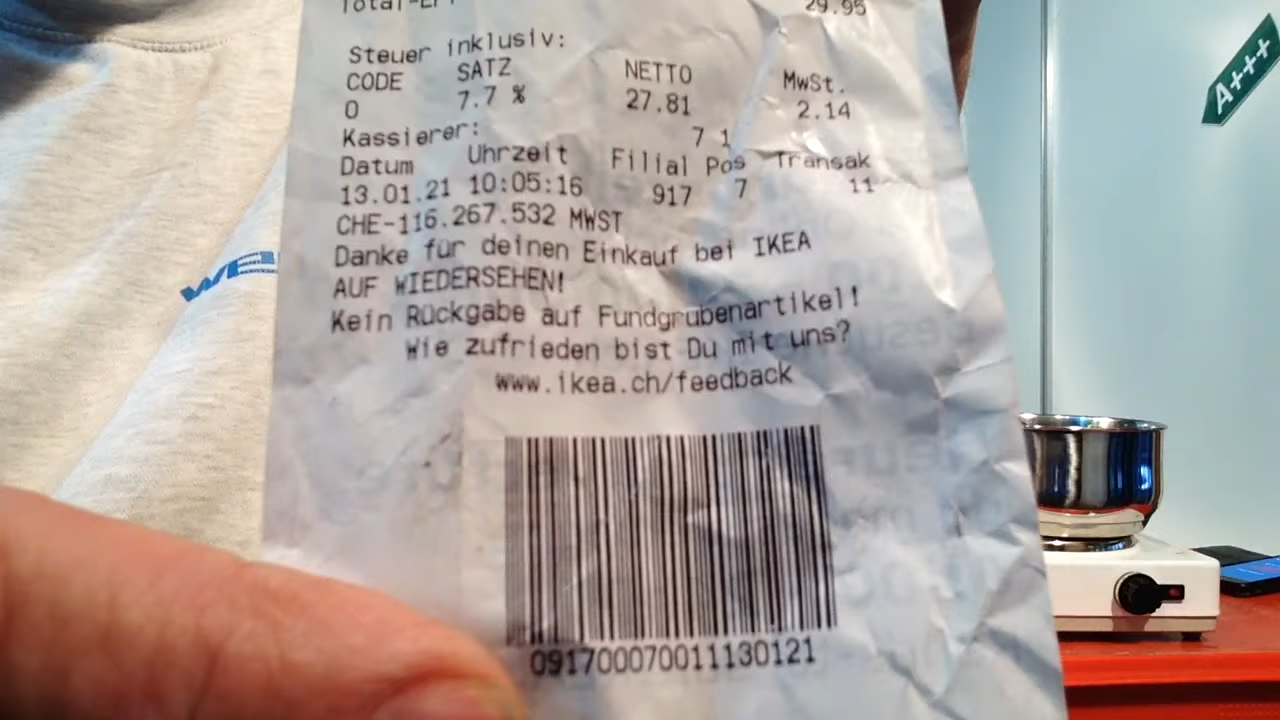 29.95
Steuer inklusiv:
CODE SATZ NETTO MwSt.
0 7.7 % 27.81 2.14
Kassierer: 7 1
Datum Uhrzeit Filial Pos Transak
13.01.21 10:05:16 917 7 11
CHE-116.267.532 MWST
Danke für deinen Einkauf bei IKEA
AUF WIEDERSEHEN!
Kein Rückgabe auf Fundgrubenartikel!
Wie zufrieden bist Du mit uns?
www.ikea.ch/feedback
091700070011130121
A+++